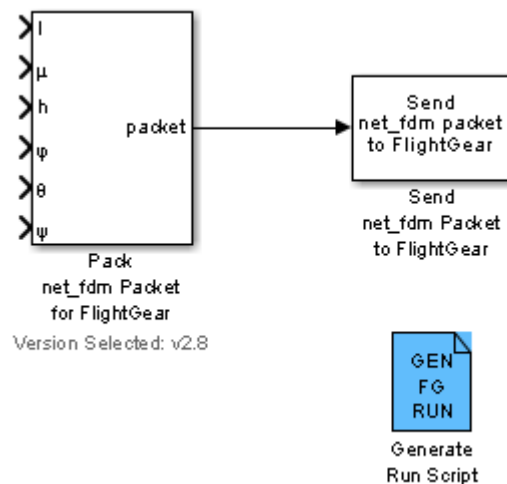 l
μ
h
φ
θ
ψ
packet
Pack
net_fdm Packet
for FlightGear
Version Selected: v2.8
Send
net_fdm packet
to FlightGear
Send
net_fdm Packet
to FlightGear
GEN
FG
RUN
Generate
Run Script